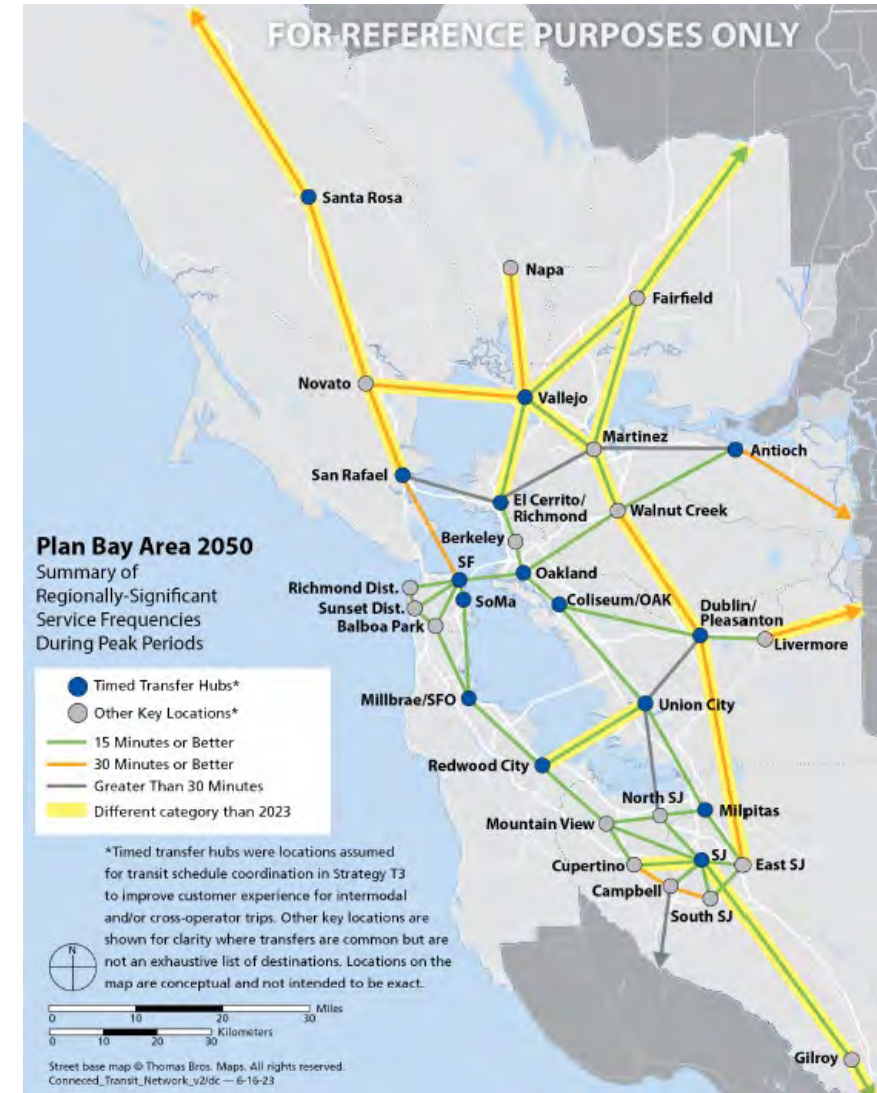 FOR REFERENCE PURPOSES ONLY
Santa Rosa
Napa
Fairfield
Novato
Vallejo
Martinez
Antioch
San Rafael
El Cerrito/
Richmond
Walnut Creek
Berkeley
Plan Bay Area 2050
Summary of
Regionally-Significant
Service Frequencies
During Peak Periods
SF
Oakland
Richmond Dist.
SoMa
Coliseum/OAK
Sunset Dist.
Balboa Park
Dublin/
Pleasanton
Livermore
Timed Transfer Hubs*
Other Key Locations*
15 Minutes or Better
30 Minutes or Better
Greater Than 30 Minutes
Different category than 2023
Millbrae/SFO
Union City
Redwood City
North SJ
Milpitas
Mountain View
SJ
Cupertino
East SJ
Campbell
South SJ
*Timed transfer hubs were locations assumed
for transit schedule coordination in Strategy T3
to improve customer experience for intermodal
and/or cross-operator trips. Other key locations are
shown for clarity where transfers are common but are
not an exhaustive list of destinations. Locations on the
map are conceptual and not intended to be exact.
N
Miles
0 10 20 30
Kilometers
0 10 20 30
Gilroy
Street base map © Thomas Bros. Maps. All rights reserved.
Conneced_Transit_Network_v2/dc — 6-16-23